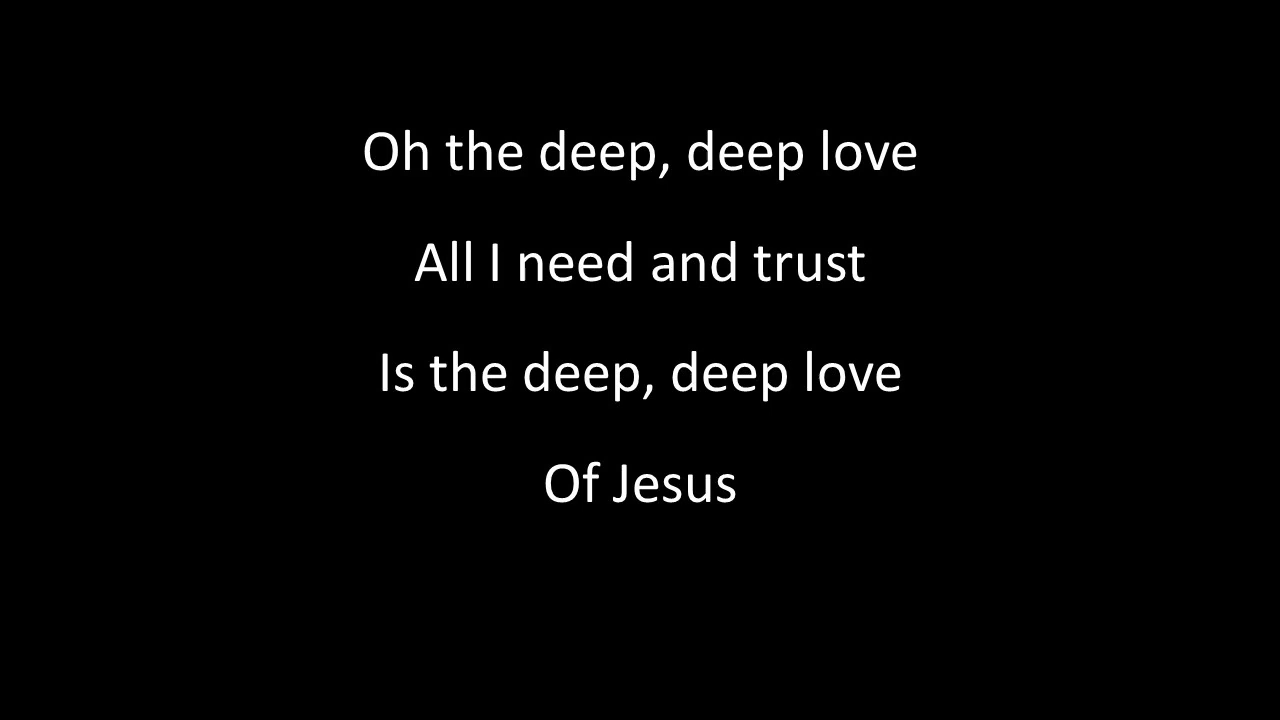 Oh the deep, deep love
All I need and trust
Is the deep, deep love
Of Jesus